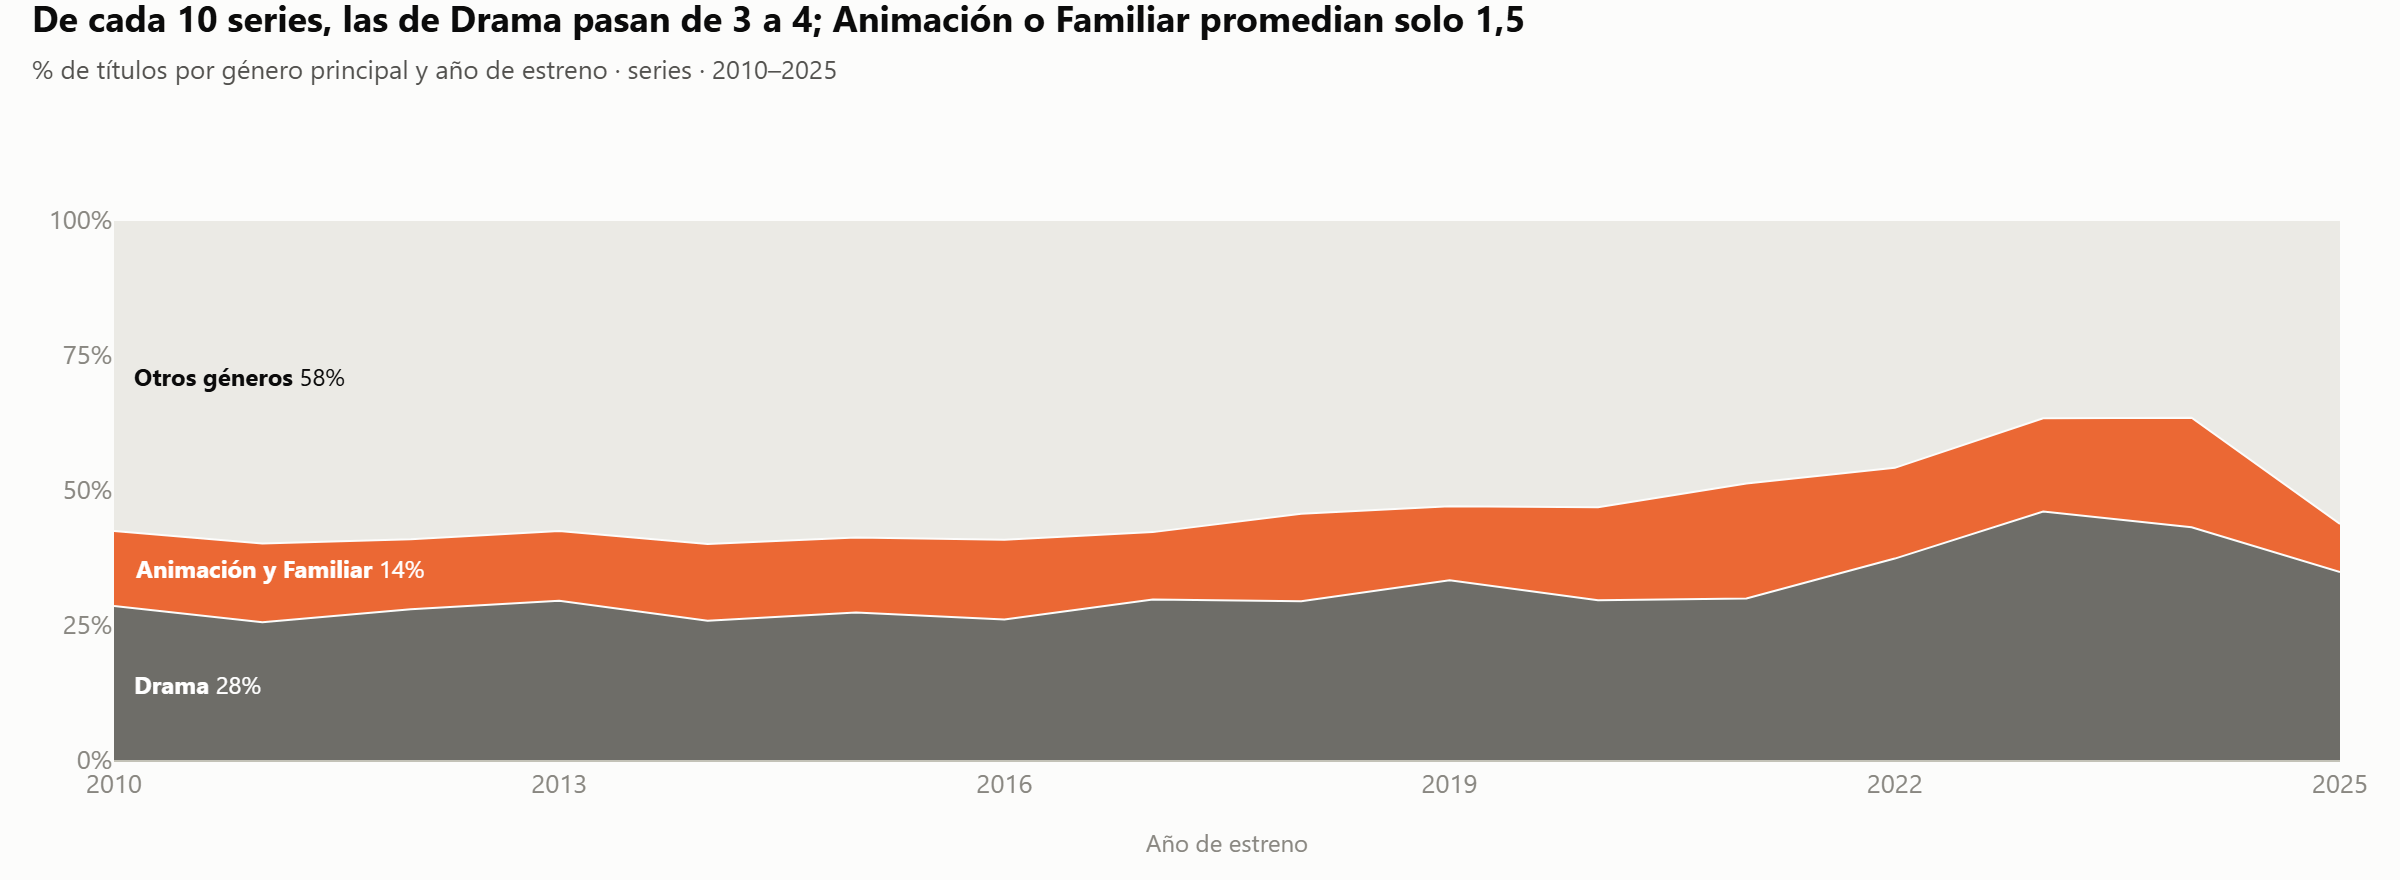 De cada 10 series, las de Drama pasan de 3 a 4; Animación o Familiar promedian solo 1,5
% de títulos por género principal y año de estreno · series · 2010–2025
100%
75%
Otros géneros 58%
50%
Animación y Familiar 14%
25%
Drama 28%
0%
2010 2013 2016 2019 2022 2025
Año de estreno